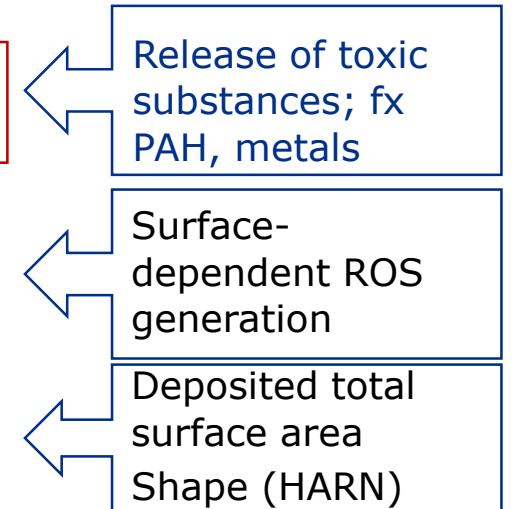 Release of toxic
substances; fx
PAH, metals
Surface-
dependent ROS
generation
Deposited total
surface area
Shape (HARN)